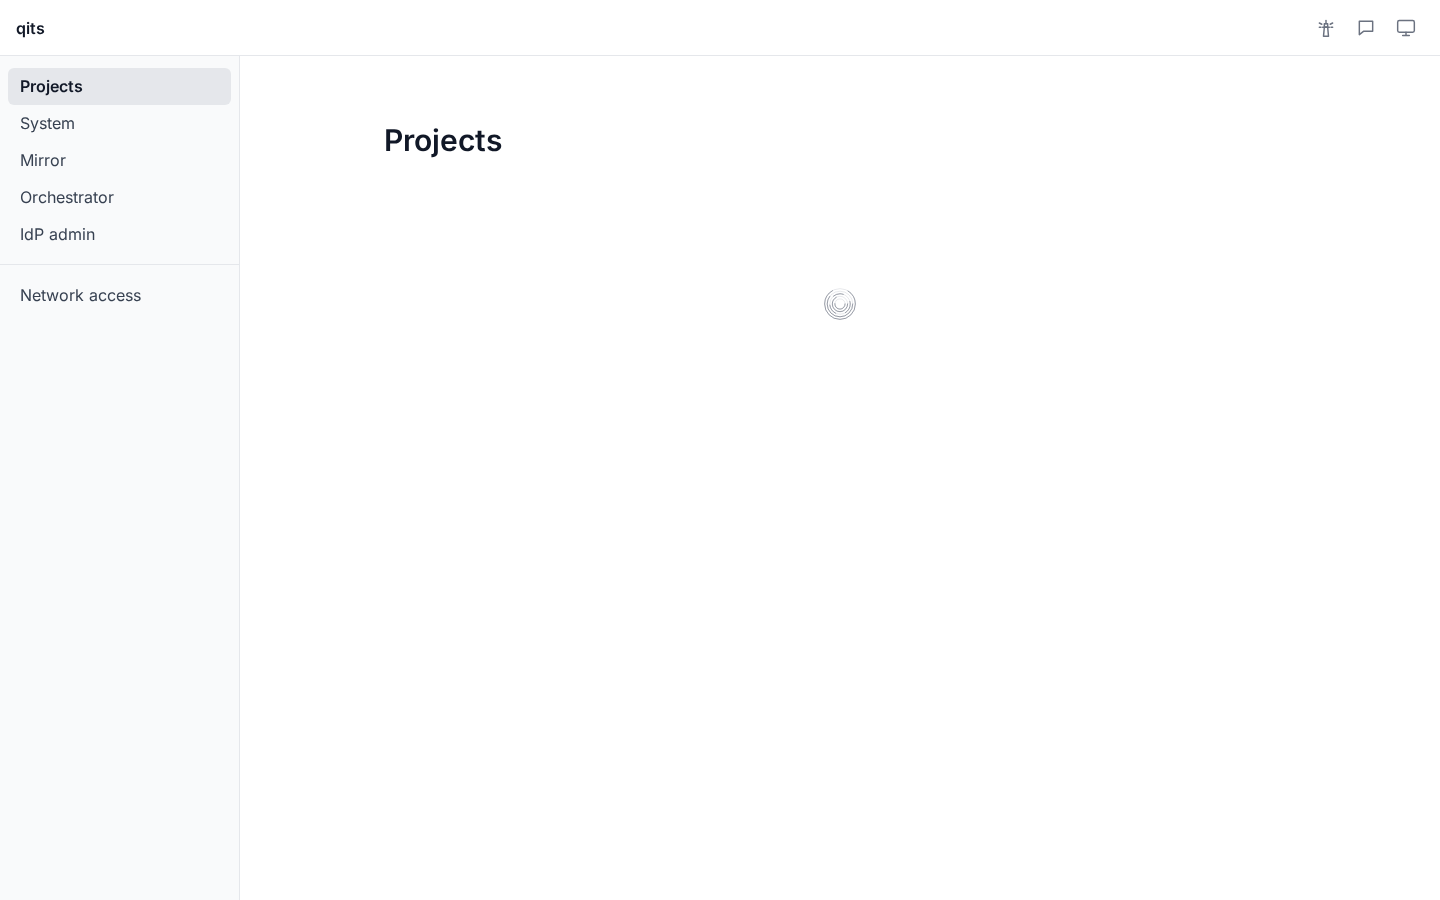 qits
Projects
System
Mirror
Orchestrator
IdP admin
Network access
Projects